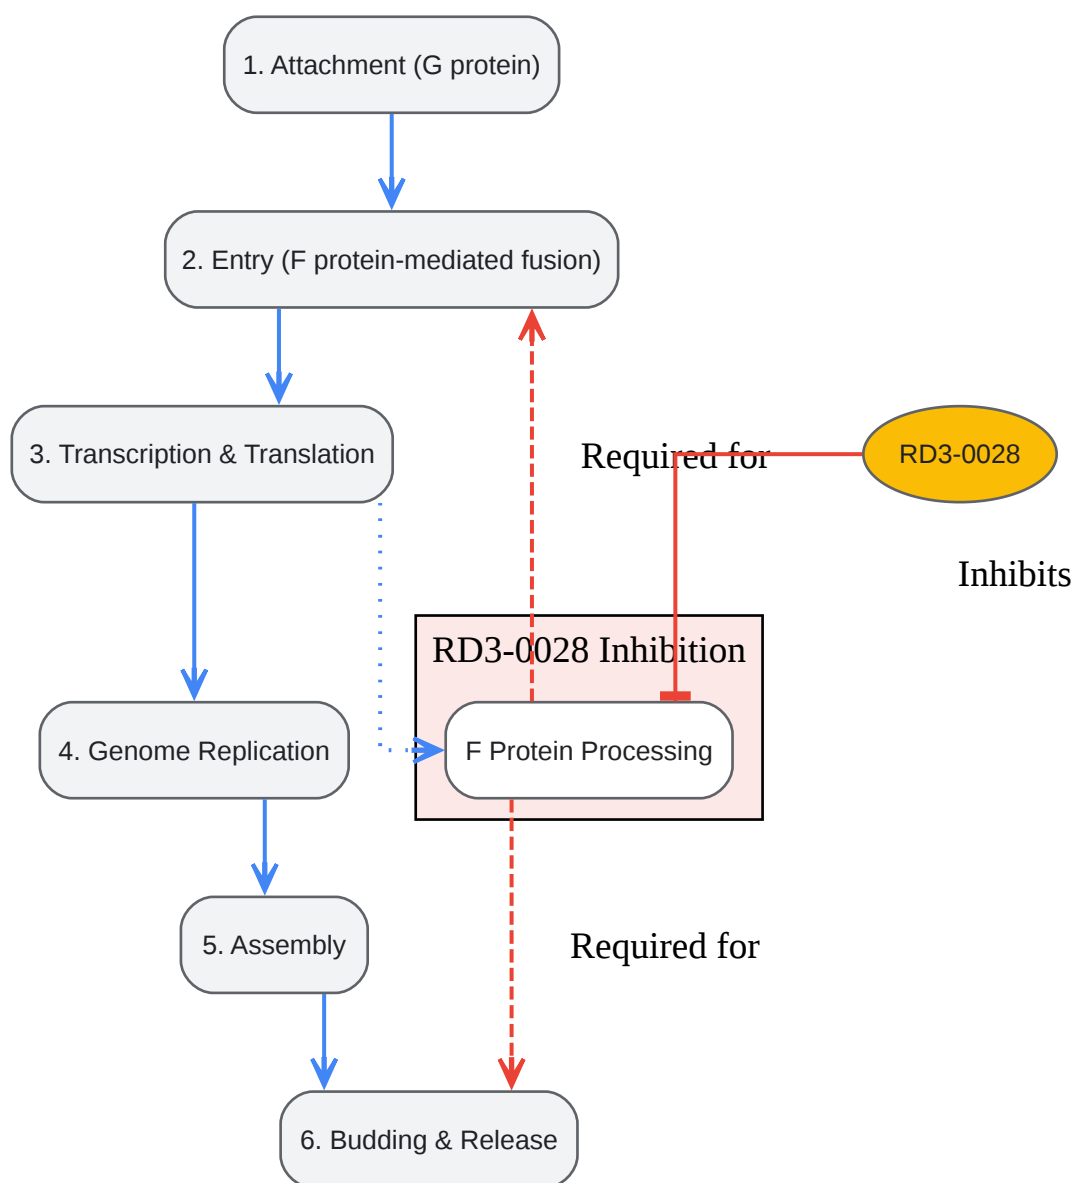 1. Attachment (G protein)
2. Entry (F protein-mediated fusion)
3. Transcription & Translation
Required for
RD3-0028
Inhibits
RD3-0028 Inhibition
4. Genome Replication
F Protein Processing
5. Assembly
Required for
6. Budding & Release